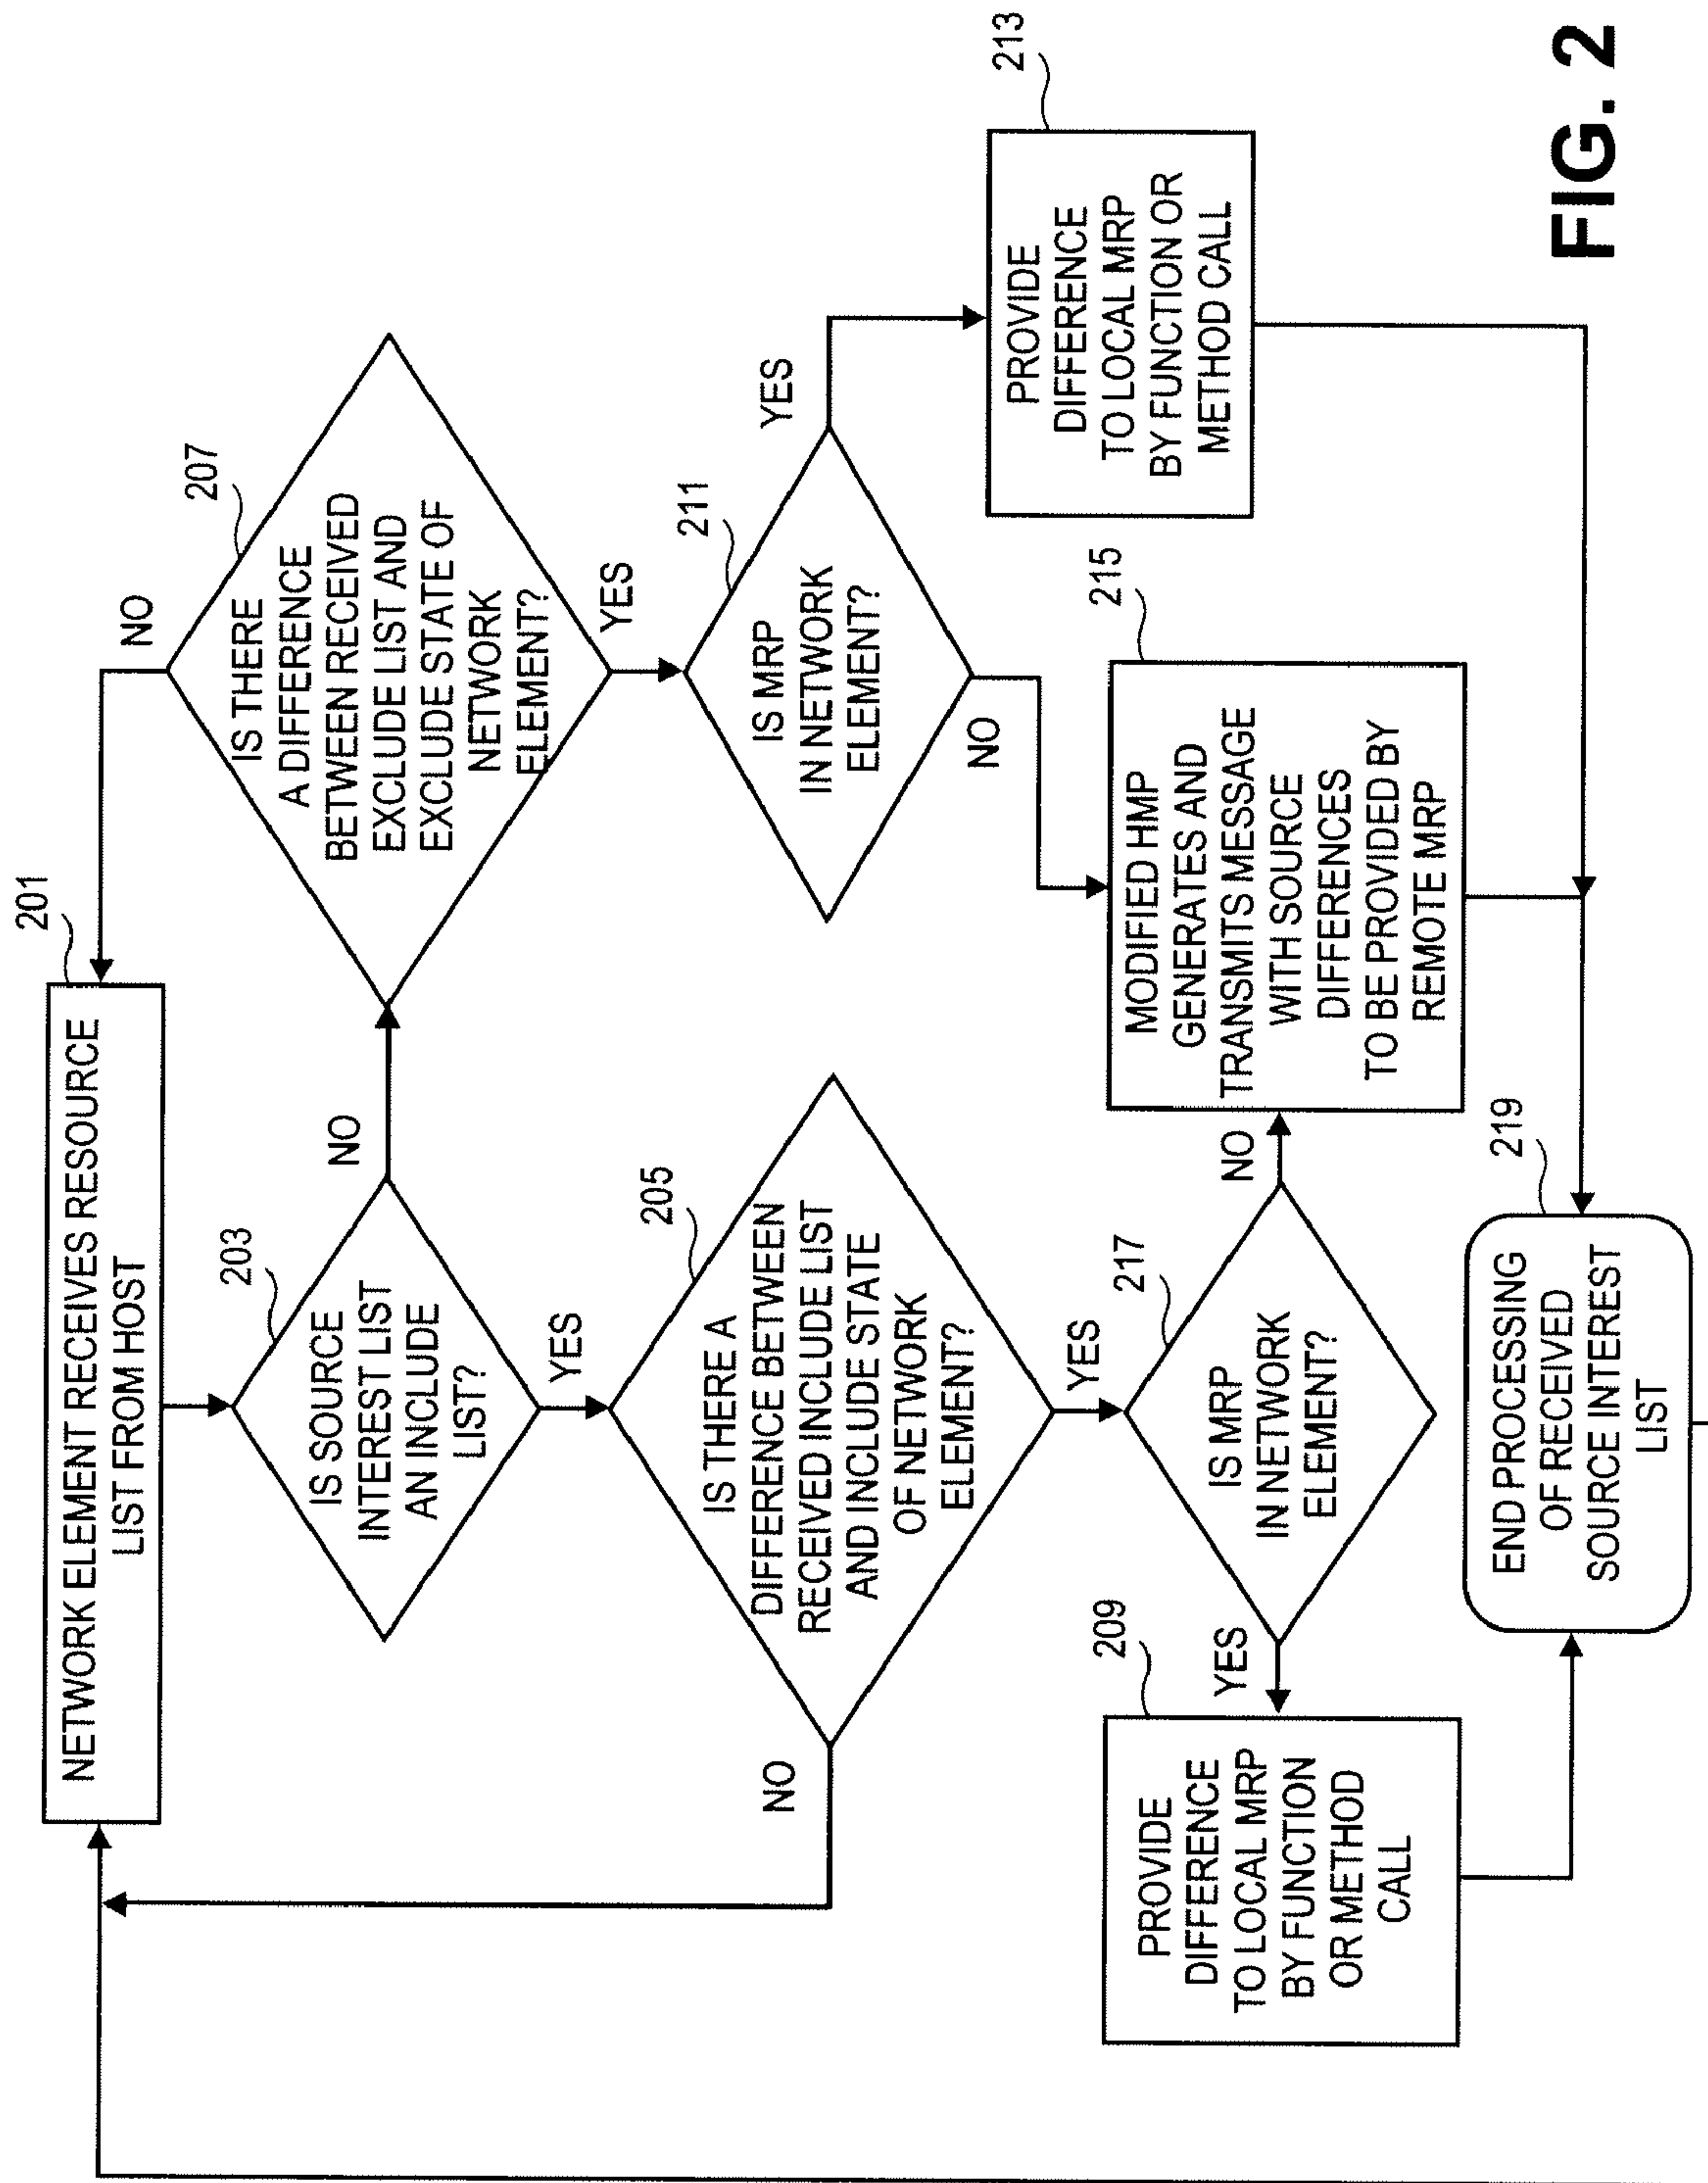 201
NETWORK ELEMENT RECEIVES RESOURCE
LIST FROM HOST
203
IS SOURCE
INTEREST LIST
AN INCLUDE
LIST?
NO
YES
207
IS THERE
A DIFFERENCE
BETWEEN RECEIVED
EXCLUDE LIST AND
EXCLUDE STATE OF
NETWORK
ELEMENT?
NO
YES
205
IS THERE A
DIFFERENCE BETWEEN
RECEIVED INCLUDE LIST
AND INCLUDE STATE
OF NETWORK
ELEMENT?
NO
YES
211
IS MRP
IN NETWORK
ELEMENT?
YES
NO
213
PROVIDE
DIFFERENCE
TO LOCAL MRP
BY FUNCTION OR
METHOD CALL
209
PROVIDE
DIFFERENCE
TO LOCAL MRP
BY FUNCTION
OR METHOD
CALL
YES
217
IS MRP
IN NETWORK
ELEMENT?
NO
215
MODIFIED HMP
GENERATES AND
TRANSMITS MESSAGE
WITH SOURCE
DIFFERENCES
TO BE PROVIDED BY
REMOTE MRP
219
END PROCESSING
OF RECEIVED
SOURCE INTEREST
LIST
FIG. 2